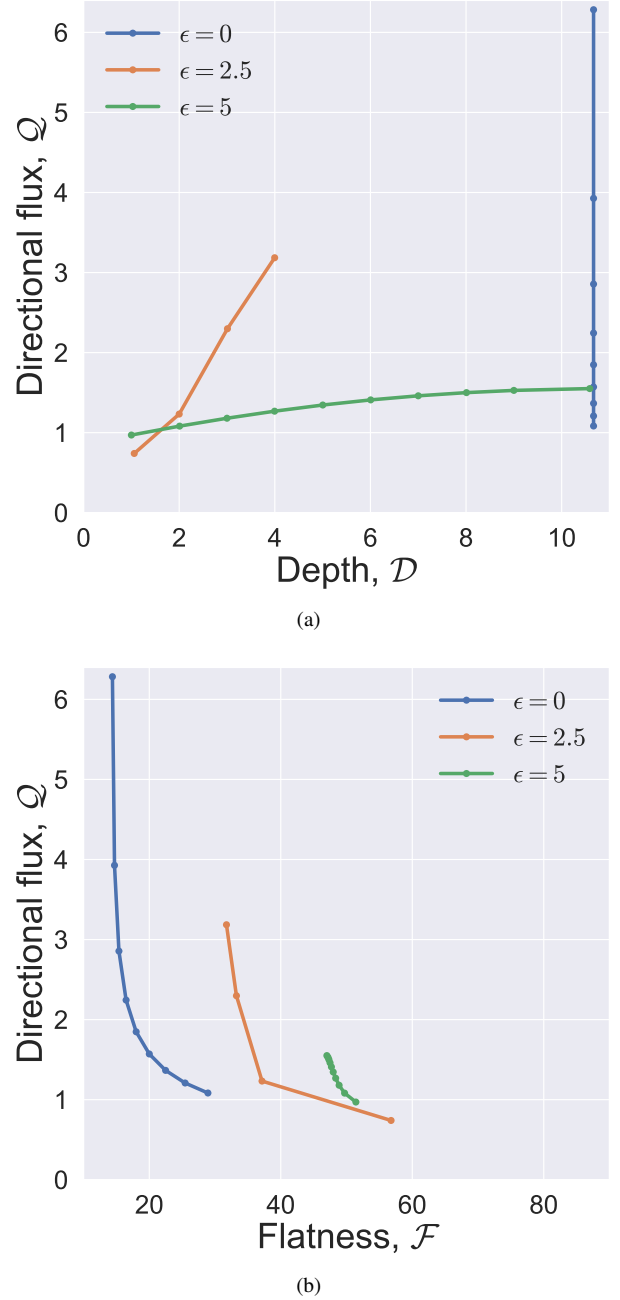 6
5
4
3
2
1
0
Directional flux, 𝒬
ϵ = 0
ϵ = 2.5
ϵ = 5
0 2 4 6 8 10
Depth, 𝒟
(a)
6
5
4
3
2
1
0
Directional flux, 𝒬
ϵ = 0
ϵ = 2.5
ϵ = 5
20 40 60 80
Flatness, ℱ
(b)